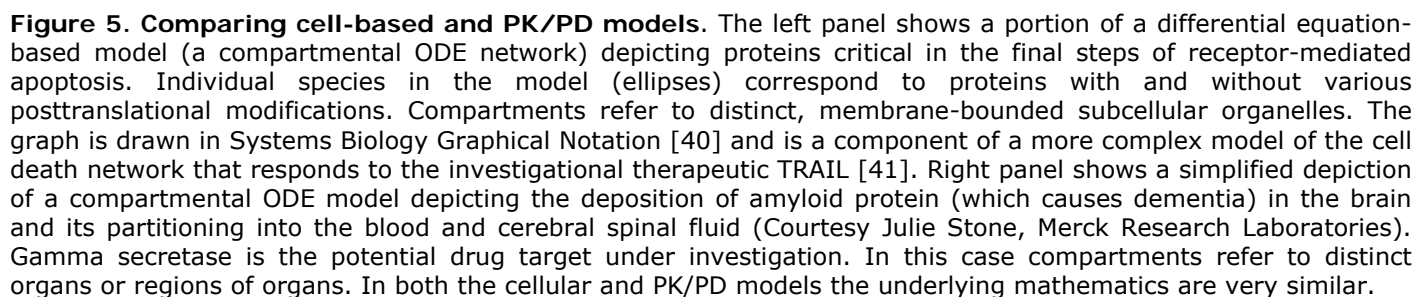 Figure 5. Comparing cell-based and PK/PD models. The left panel shows a portion of a differential equation-
based model (a compartmental ODE network) depicting proteins critical in the final steps of receptor-mediated
apoptosis. Individual species in the model (ellipses) correspond to proteins with and without various
posttranslational modifications. Compartments refer to distinct, membrane-bounded subcellular organelles. The
graph is drawn in Systems Biology Graphical Notation [40] and is a component of a more complex model of the cell
death network that responds to the investigational therapeutic TRAIL [41]. Right panel shows a simplified depiction
of a compartmental ODE model depicting the deposition of amyloid protein (which causes dementia) in the brain
and its partitioning into the blood and cerebral spinal fluid (Courtesy Julie Stone, Merck Research Laboratories).
Gamma secretase is the potential drug target under investigation. In this case compartments refer to distinct
organs or regions of organs. In both the cellular and PK/PD models the underlying mathematics are very similar.